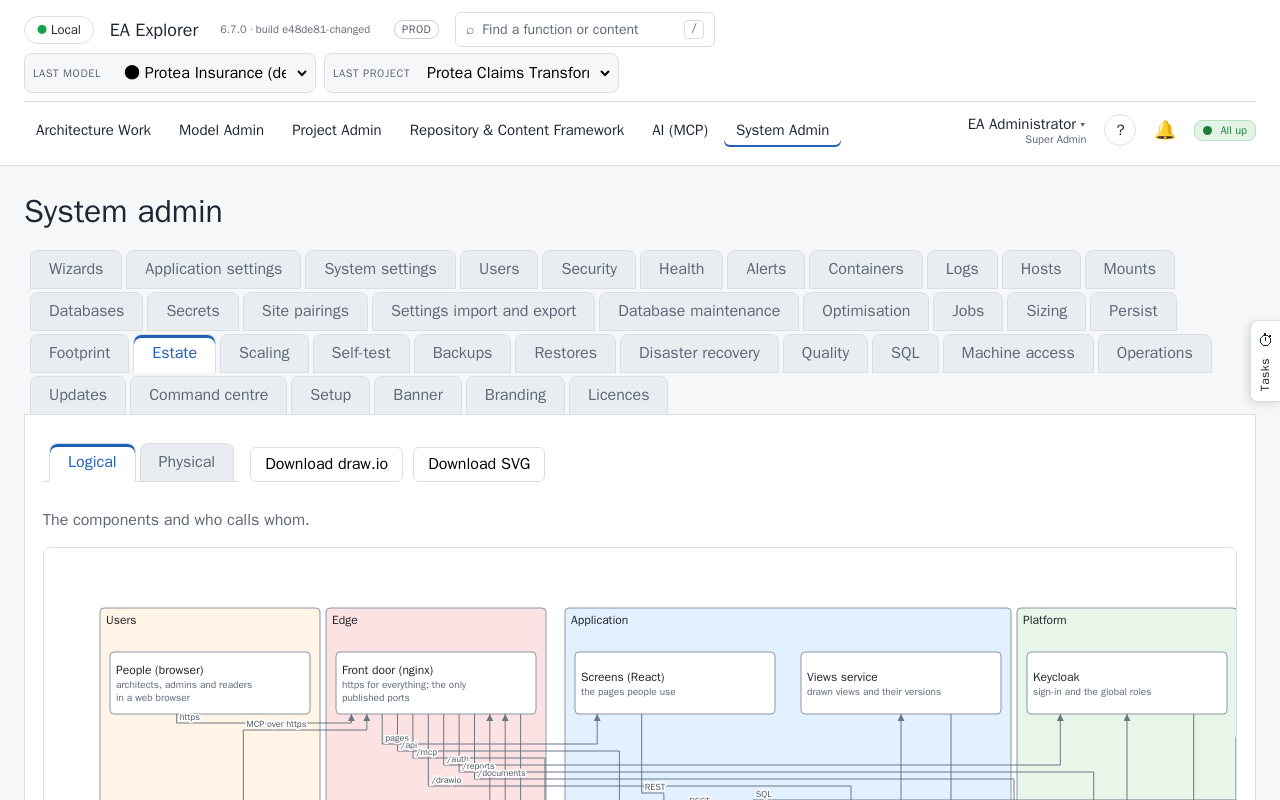 Local
EA Explorer
6.7.0 · build e48de81-changed
PROD
Find a function or content
/
LAST MODEL
Protea Insurance (de
LAST PROJECT
Protea Claims Transfor
Architecture Work
Model Admin
Project Admin
Repository & Content Framework
AI (MCP)
System Admin
EA Administrator
Super Admin
?
All up
System admin
Wizards
Application settings
System settings
Users
Security
Health
Alerts
Containers
Logs
Hosts
Mounts
Databases
Secrets
Site pairings
Settings import and export
Database maintenance
Optimisation
Jobs
Sizing
Persist
Footprint
Estate
Scaling
Self-test
Backups
Restores
Disaster recovery
Quality
SQL
Machine access
Operations
Updates
Command centre
Setup
Banner
Branding
Licences
Tasks
Logical
Physical
Download draw.io
Download SVG
The components and who calls whom.
Users
Edge
Application
Platform
People (browser)
architects, admins and readers
in a web browser
Front door (nginx)
https for everything; the only
published ports
Screens (React)
the pages people use
Views service
drawn views and their versions
Keycloak
sign-in and the global roles
https
MCP over https
pages
/api
/mcp
/auth
/reports
/documents
/drawio
REST
SQL
REST